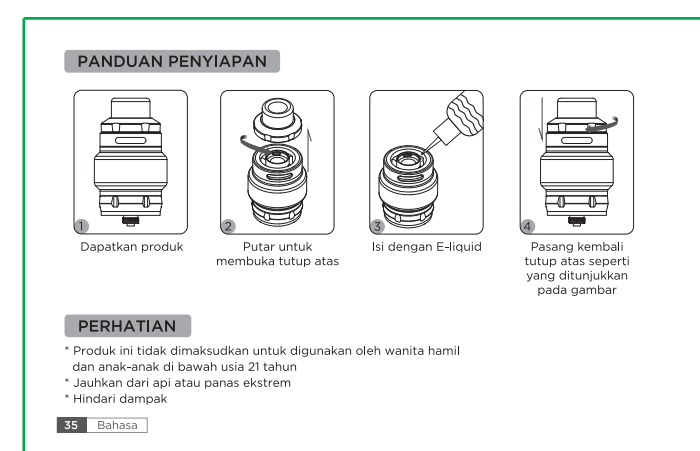 PANDUAN PENYIAPAN
1
2
3
4
Dapatkan produk
Putar untuk
membuka tutup atas
Isi dengan E-liquid
Pasang kembali
tutup atas seperti
yang ditunjukkan
pada gambar
PERHATIAN
* Produk ini tidak dimaksudkan untuk digunakan oleh wanita hamil
dan anak-anak di bawah usia 21 tahun
* Jauhkan dari api atau panas ekstrem
* Hindari dampak
35 Bahasa